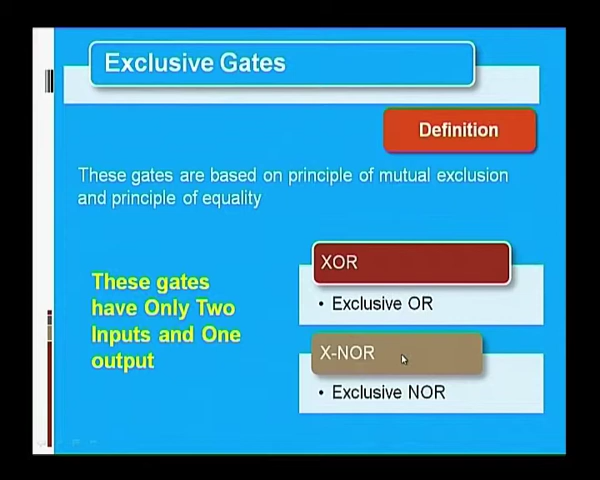 Exclusive Gates
Definition
These gates are based on principle of mutual exclusion
and principle of equality
These gates
have Only Two
Inputs and One
output
XOR
• Exclusive OR
X-NOR
• Exclusive NOR